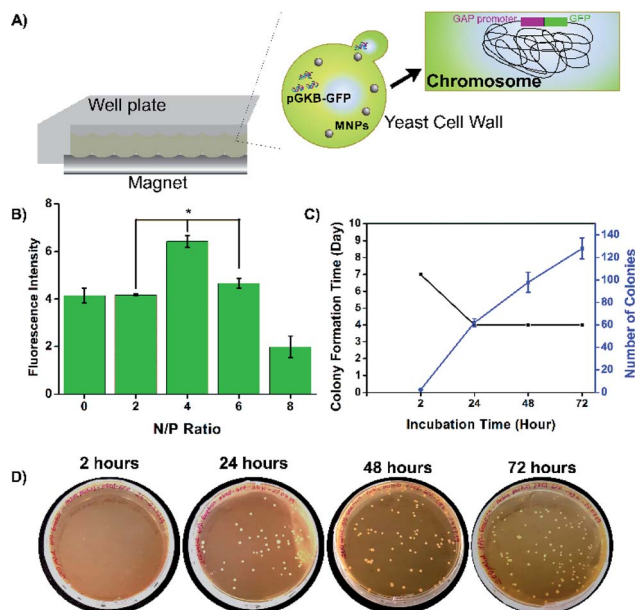 A)
GAP promoter
GFP
Well plate
pGKB-GFP
Chromosome
MNPs
Yeast Cell Wall
Magnet
B)
*
Fluorescence Intensity
6
4
2
0
0 2 4 6 8
N/P Ratio
C)
Colony Formation Time (Day)
10
9
8
7
6
5
4
3
2
1
0
Number of Colonies
140
120
100
80
60
40
20
0
2 24 48 72
Incubation Time (Hour)
D)
2 hours 24 hours 48 hours 72 hours